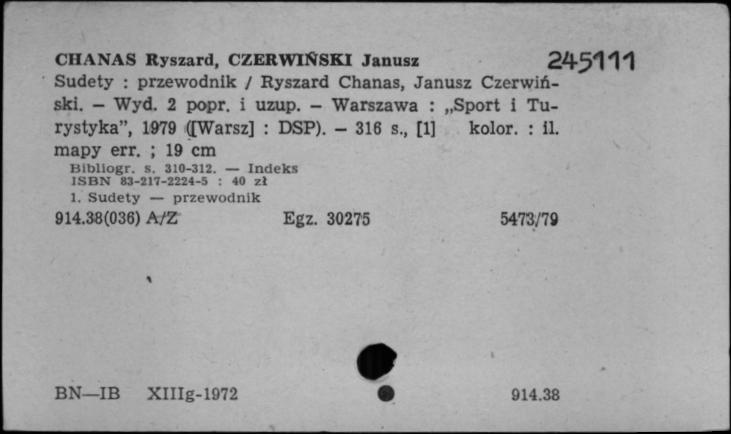 CHANAS Ryszard, CZERWIŃSKI Janusz 245111
Sudety : przewodnik / Ryszard Chanas, Janusz Czerwiń-
ski. – Wyd. 2 popr. i uzup. – Warszawa : „Sport i Tu-
rystyka”, 1979 ([Warsz] : DSP). – 316 s., [1] kolor. : il.
mapy err. ; 19 cm
Bibliogr. s. 310-312. — Indeks
ISBN 83-217-2224-5 : 40 zł
1. Sudety — przewodnik
914.38(036) A/Z Egz. 30275 5473/79
BN—IB XIIIg-1972 914.38